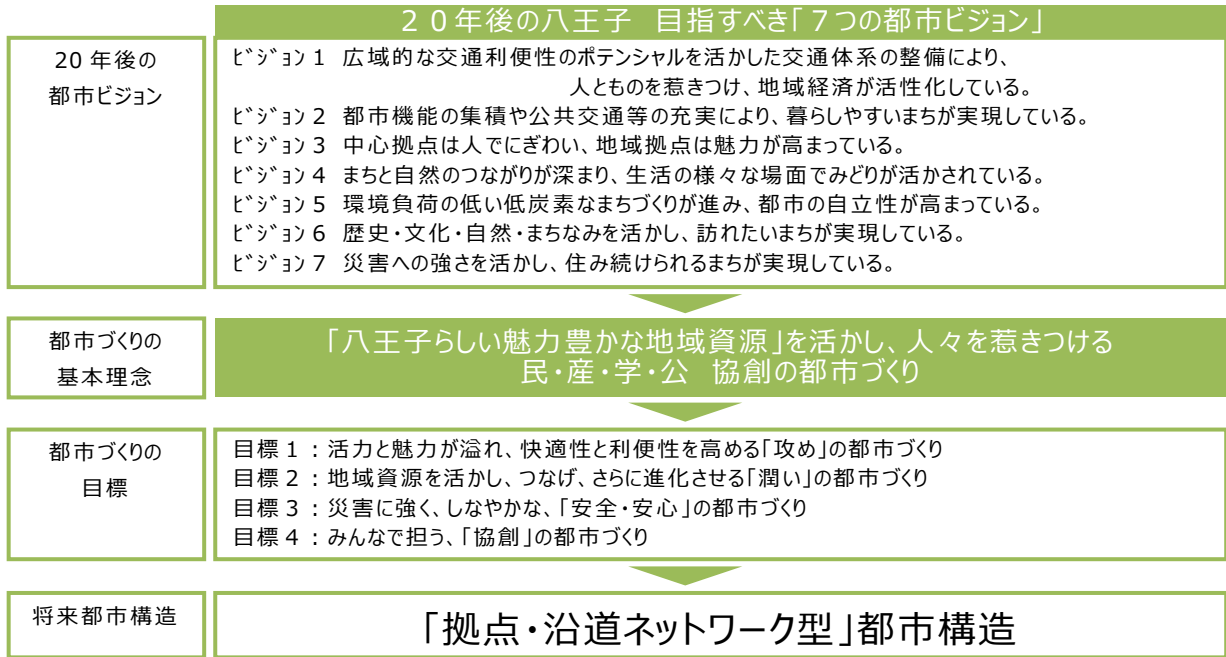 ２０年後の八王子　目指すべき「７つの都市ビジョン」
20 年後の
都市ビジョン
ﾋﾞｼﾞｮﾝ１　広域的な交通利便性のポテンシャルを活かした交通体系の整備により、
人とものを惹きつけ、地域経済が活性化している。
ﾋﾞｼﾞｮﾝ２　都市機能の集積や公共交通等の充実により、暮らしやすいまちが実現している。
ﾋﾞｼﾞｮﾝ３　中心拠点は人でにぎわい、地域拠点は魅力が高まっている。
ﾋﾞｼﾞｮﾝ４　まちと自然のつながりが深まり、生活の様々な場面でみどりが活かされている。
ﾋﾞｼﾞｮﾝ５　環境負荷の低い低炭素なまちづくりが進み、都市の自立性が高まっている。
ﾋﾞｼﾞｮﾝ６　歴史・文化・自然・まちなみを活かし、訪れたいまちが実現している。
ﾋﾞｼﾞｮﾝ７　災害への強さを活かし、住み続けられるまちが実現している。
都市づくりの
基本理念
「八王子らしい魅力豊かな地域資源」を活かし、人々を惹きつける
民・産・学・公　協創の都市づくり
都市づくりの
目標
目標１：活力と魅力が溢れ、快適性と利便性を高める「攻め」の都市づくり
目標２：地域資源を活かし、つなげ、さらに進化させる「潤い」の都市づくり
目標３：災害に強く、しなやかな、「安全・安心」の都市づくり
目標４：みんなで担う、「協創」の都市づくり
将来都市構造
「拠点・沿道ネットワーク型」都市構造